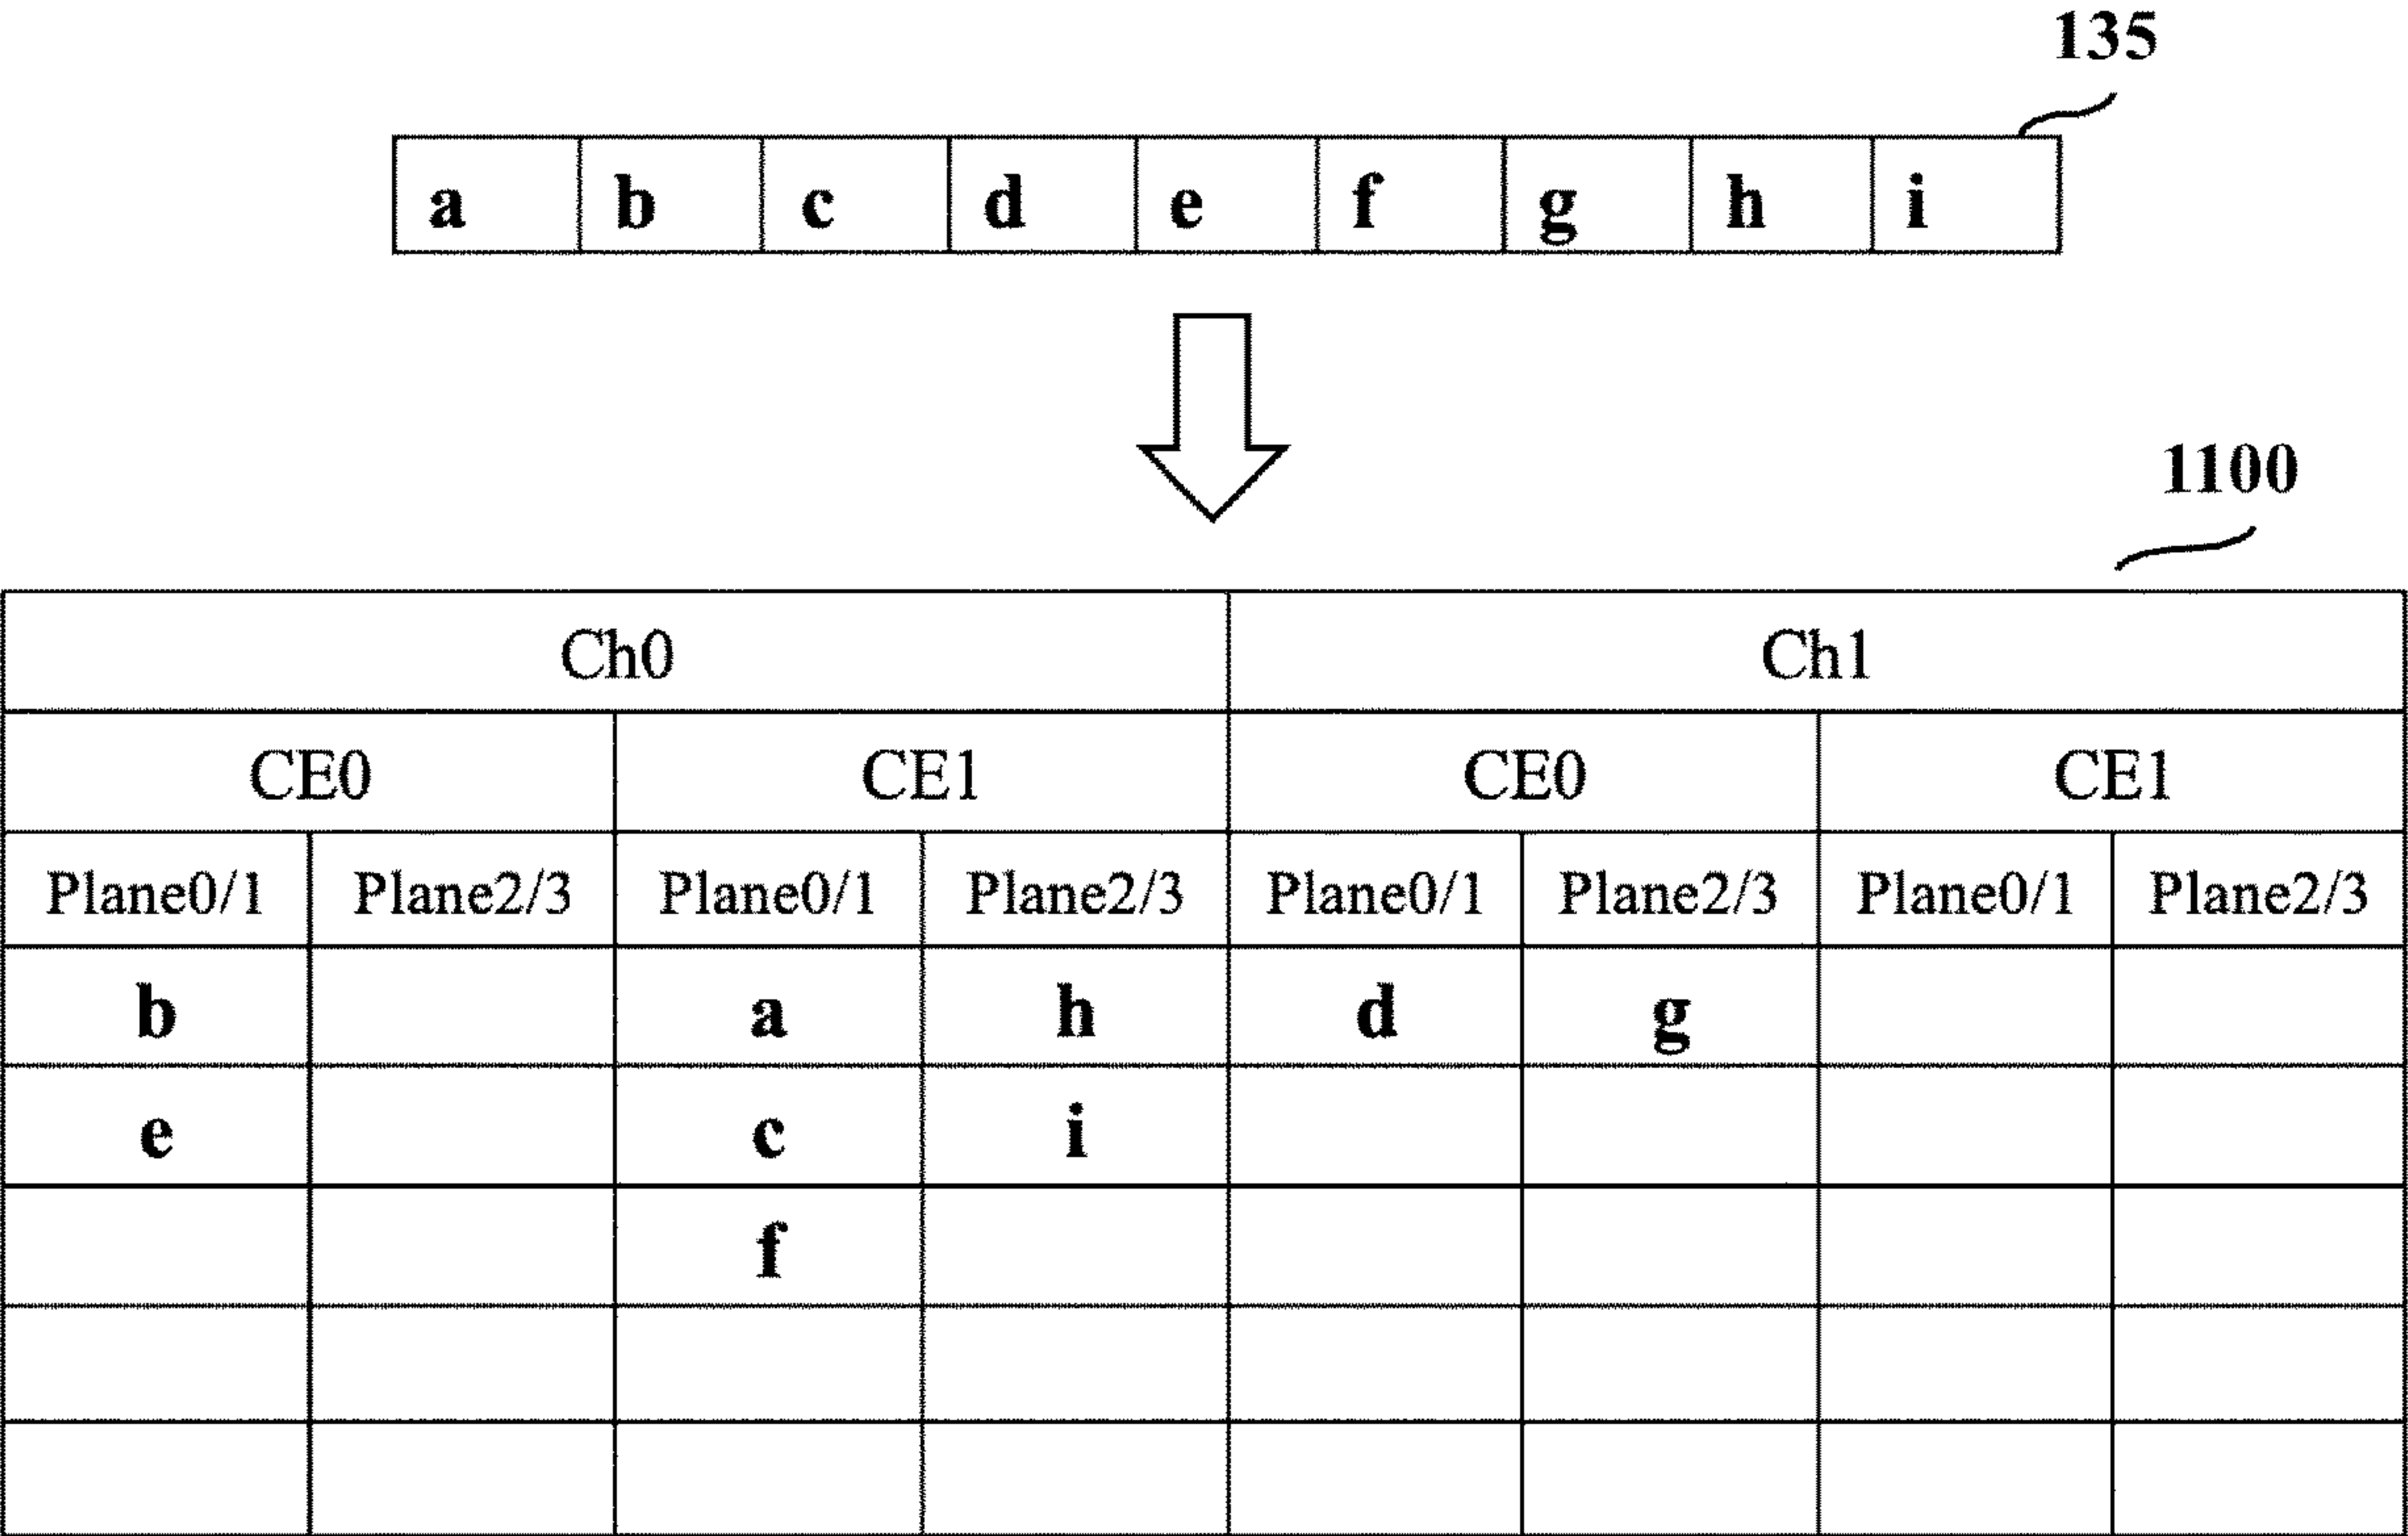 135
a b c d e f g h i
1100
Ch0 Ch1
CE0 CE1 CE0 CE1
Plane0/1 Plane2/3 Plane0/1 Plane2/3 Plane0/1 Plane2/3 Plane0/1 Plane2/3
b a h d g
e c i
f